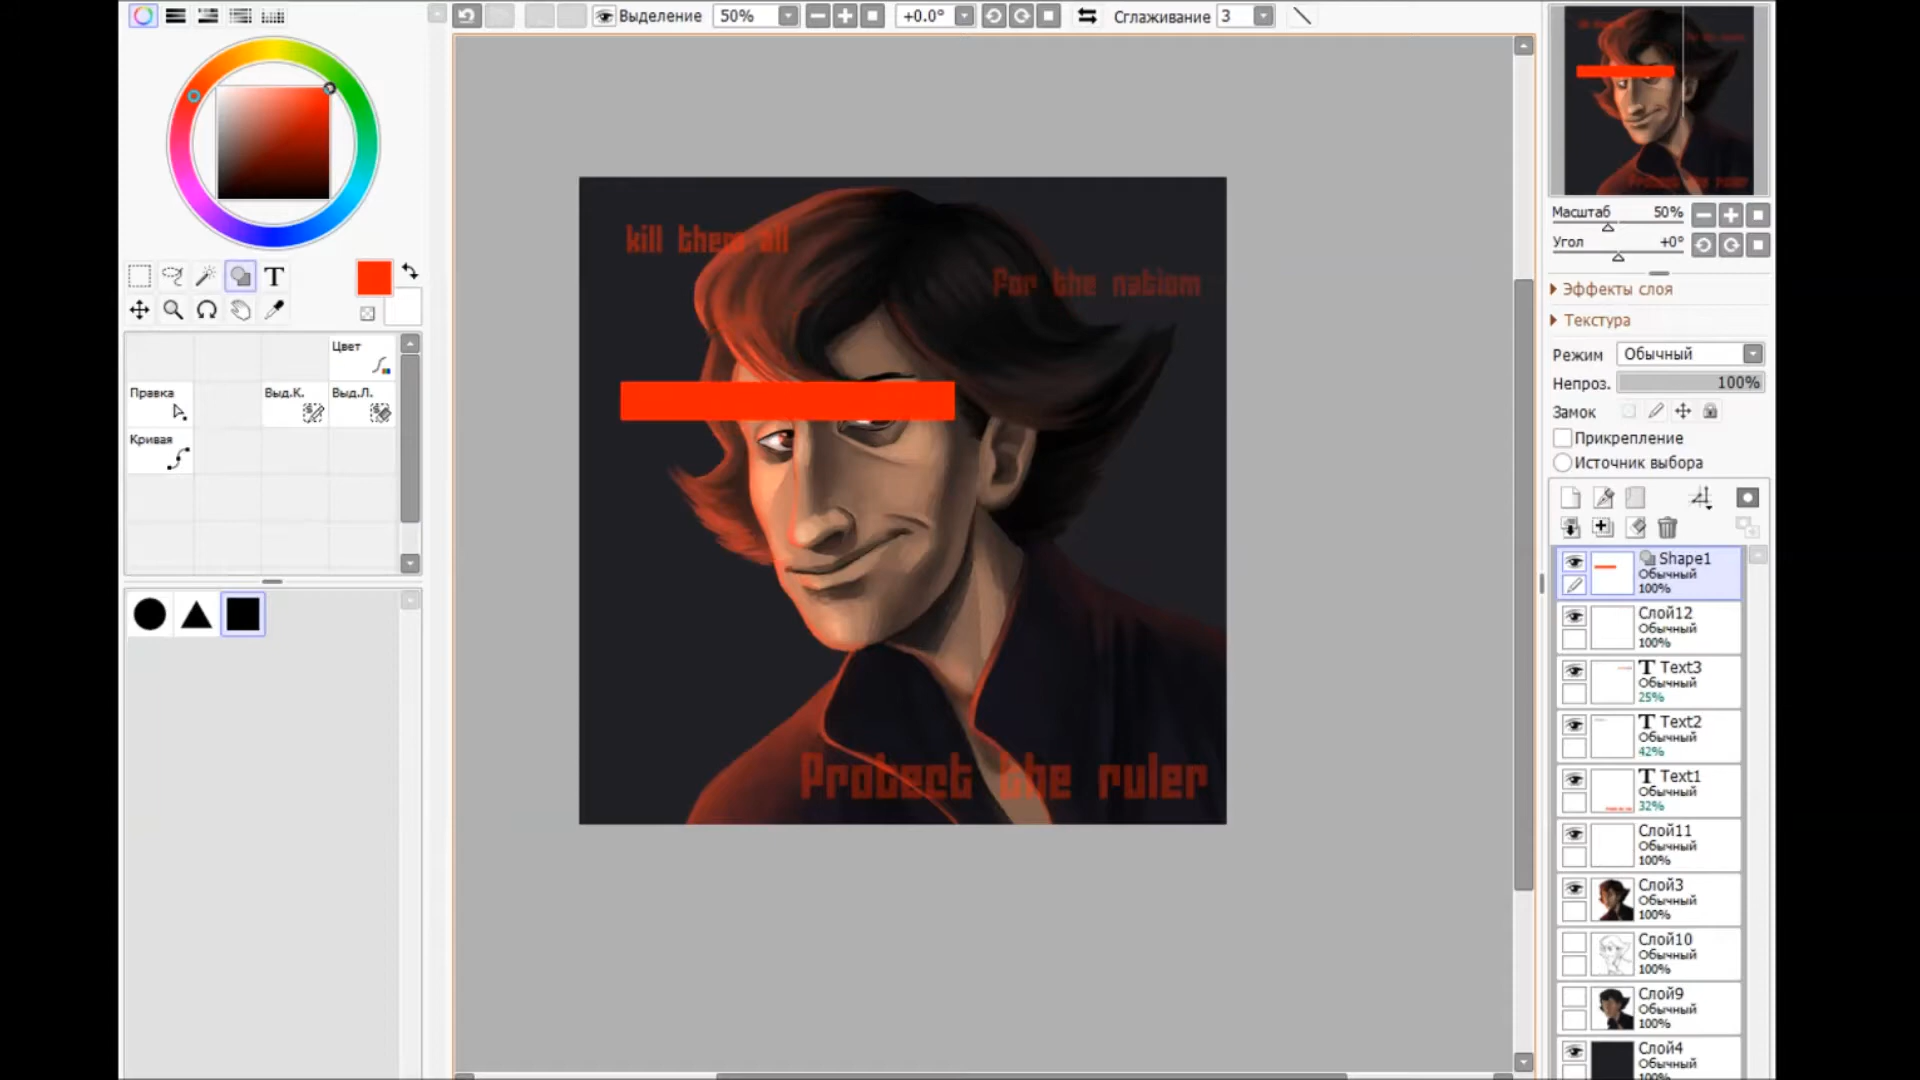 Выделение 50% +0.0° Сглаживание 3
T
Цвет
Правка Выд.К. Выд.Л.
Кривая
kill them all
for the natiom
Protect the ruler
Масштаб 50%
Угол +0°
Эффекты слоя
Текстура
Режим Обычный
Непроз. 100%
Замок
Прикрепление
Источник выбора
Shape1
Обычный
100%
Слой12
Обычный
100%
T Text3
Обычный
25%
T Text2
Обычный
42%
T Text1
Обычный
32%
Слой11
Обычный
100%
Слой3
Обычный
100%
Слой10
Обычный
100%
Слой9
Обычный
100%
Слой4
Обычный
100%